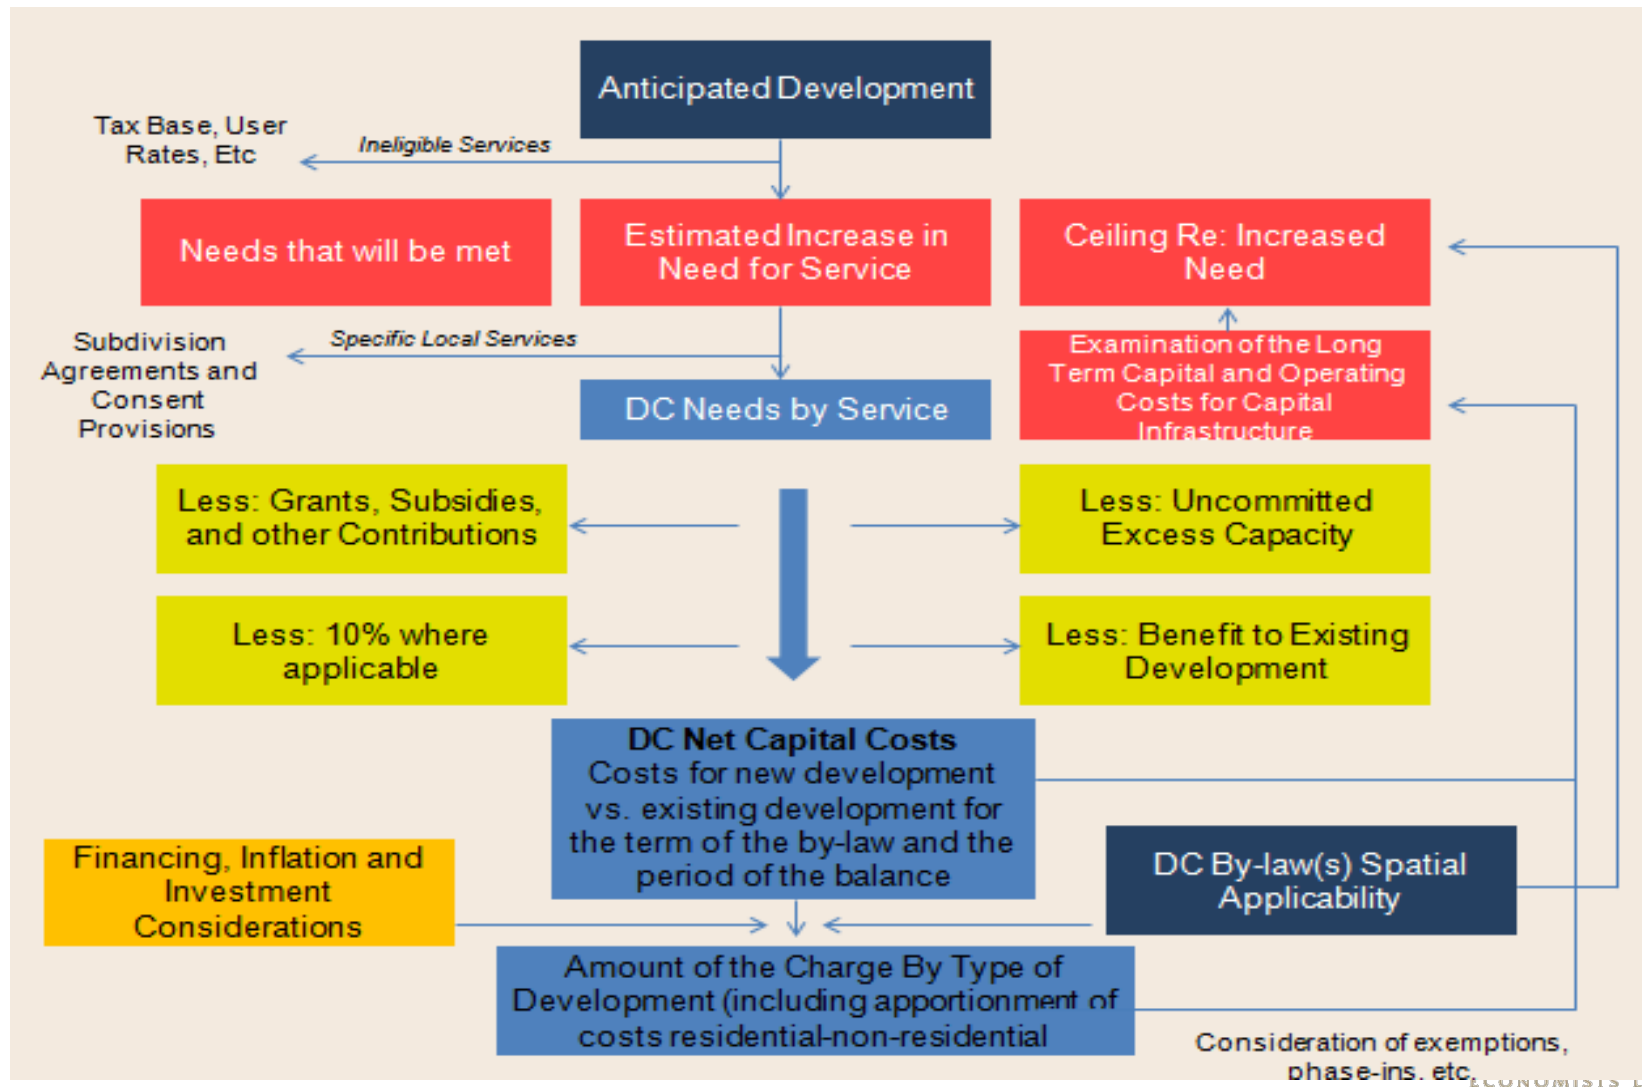 Anticipated Development
Tax Base, User
Rates, Etc
Ineligible Services
Needs that will be met
Estimated Increase in
Need for Service
Ceiling Re: Increased
Need
Subdivision
Agreements and
Consent
Provisions
Specific Local Services
DC Needs by Service
Examination of the Long
Term Capital and Operating
Costs for Capital
Infrastructure
Less: Grants, Subsidies,
and other Contributions
Less: Uncommitted
Excess Capacity
Less: 10% where
applicable
Less: Benefit to Existing
Development
DC Net Capital Costs
Costs for new development
vs. existing development for
the term of the by-law and the
period of the balance
Financing, Inflation and
Investment
Considerations
DC By-law(s) Spatial
Applicability
Amount of the Charge By Type of
Development (including apportionment of
costs residential-non-residential
Consideration of exemptions,
phase-ins, etc.
ECONOMISTS